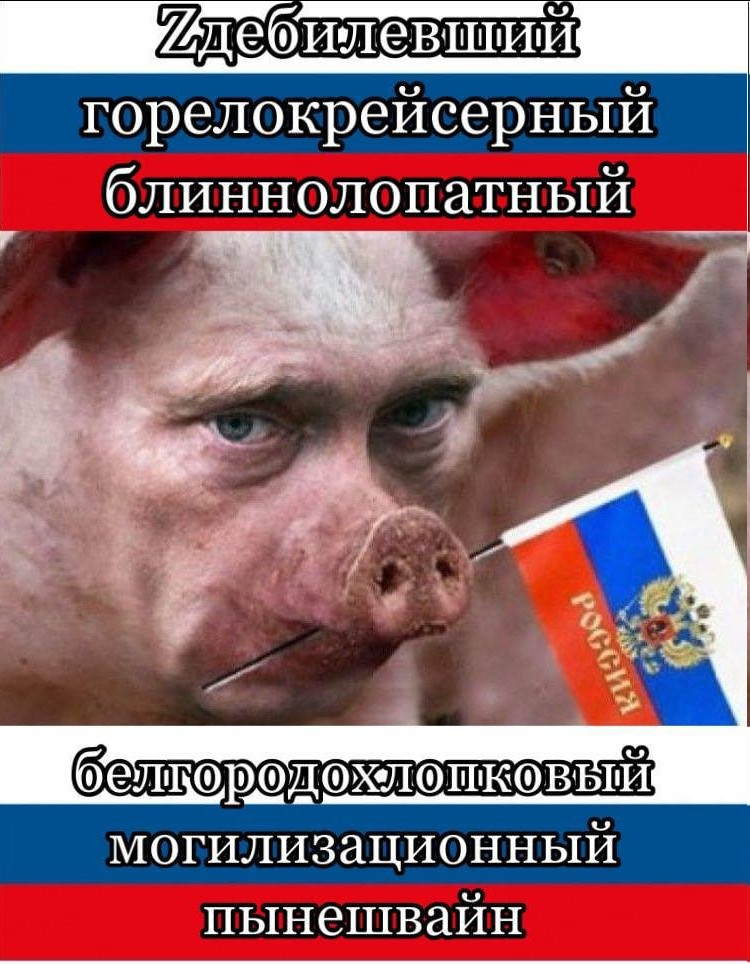 Zдебилевший
горелокрейсерный
блиннолопатный
РОССИЯ
белгородохлопковый
могилизационный
пынешвайн